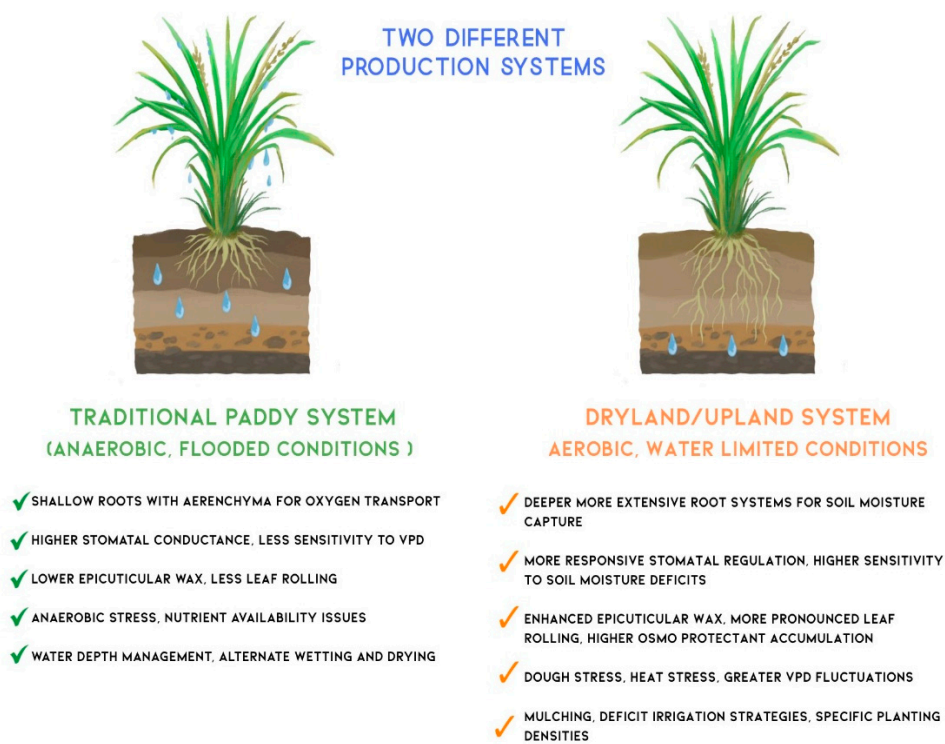 TWO DIFFERENT
PRODUCTION SYSTEMS
TRADITIONAL PADDY SYSTEM
(ANAEROBIC, FLOODED CONDITIONS )
SHALLOW ROOTS WITH AERENCHYMA FOR OXYGEN TRANSPORT
HIGHER STOMATAL CONDUCTANCE, LESS SENSITIVITY TO VPD
LOWER EPICUTICULAR WAX, LESS LEAF ROLLING
ANAEROBIC STRESS, NUTRIENT AVAILABILITY ISSUES
WATER DEPTH MANAGEMENT, ALTERNATE WETTING AND DRYING
DRYLAND/UPLAND SYSTEM
AEROBIC, WATER LIMITED CONDITIONS
DEEPER MORE EXTENSIVE ROOT SYSTEMS FOR SOIL MOISTURE
CAPTURE
MORE RESPONSIVE STOMATAL REGULATION, HIGHER SENSITIVITY
TO SOIL MOISTURE DEFICITS
ENHANCED EPICUTICULAR WAX, MORE PRONOUNCED LEAF
ROLLING, HIGHER OSMO PROTECTANT ACCUMULATION
DOUGH STRESS, HEAT STRESS, GREATER VPD FLUCTUATIONS
MULCHING, DEFICIT IRRIGATION STRATEGIES, SPECIFIC PLANTING
DENSITIES